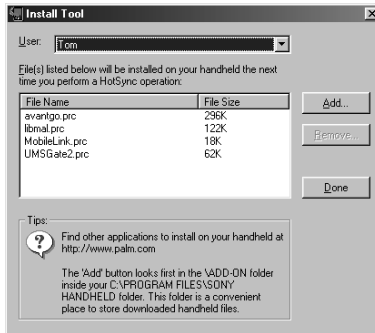 Install Tool
User: Tom
File(s) listed below will be installed on your handheld the next
time you perform a HotSync operation:
File Name File Size
avantgo.prc 296K
libmal.prc 122K
MobileLink.prc 18K
UMSGate2.prc 62K
Add...
Remove...
Done
Tips:
Find other applications to install on your handheld at
http://www.palm.com
The 'Add' button looks first in the \ADD-ON folder
inside your C:\PROGRAM FILES\SONY
HANDHELD folder. This folder is a convenient
place to store downloaded handheld files.